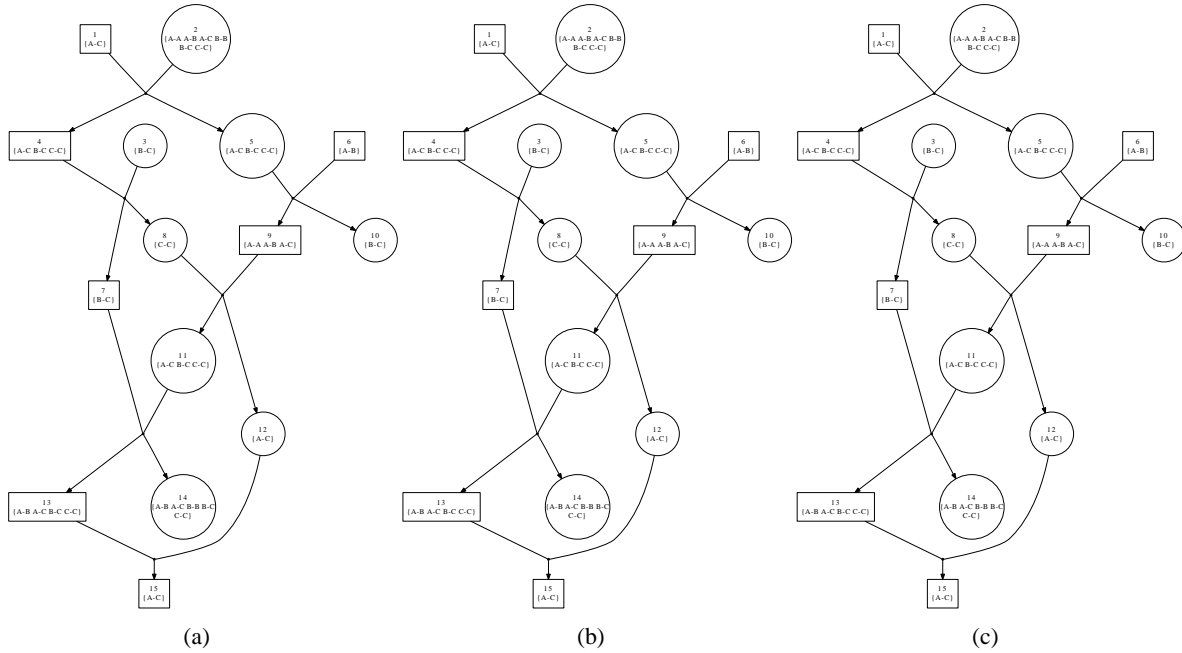 1
{A-C}
2
{A-A A-B A-C B-B
B-C C-C}
4
{A-C B-C C-C}
3
{B-C}
5
{A-C B-C C-C}
6
{A-B}
8
{C-C}
9
{A-A A-B A-C}
10
{B-C}
7
{B-C}
11
{A-C B-C C-C}
12
{A-C}
13
{A-B A-C B-C C-C}
14
{A-B A-C B-B B-C
C-C}
15
{A-C}
(a)
1
{A-C}
2
{A-A A-B A-C B-B
B-C C-C}
4
{A-C B-C C-C}
3
{B-C}
5
{A-C B-C C-C}
6
{A-B}
8
{C-C}
9
{A-A A-B A-C}
10
{B-C}
7
{B-C}
11
{A-C B-C C-C}
12
{A-C}
13
{A-B A-C B-C C-C}
14
{A-B A-C B-B B-C
C-C}
15
{A-C}
(b)
1
{A-C}
2
{A-A A-B A-C B-B
B-C C-C}
4
{A-C B-C C-C}
3
{B-C}
5
{A-C B-C C-C}
6
{A-B}
8
{C-C}
9
{A-A A-B A-C}
10
{B-C}
7
{B-C}
11
{A-C B-C C-C}
12
{A-C}
13
{A-B A-C B-C C-C}
14
{A-B A-C B-B B-C
C-C}
15
{A-C}
(c)